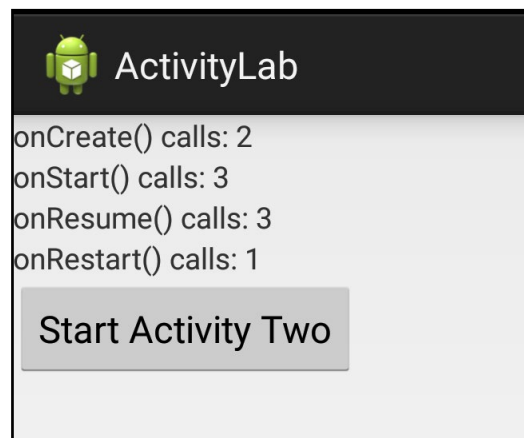 ActivityLab
onCreate() calls: 2
onStart() calls: 3
onResume() calls: 3
onRestart() calls: 1
Start Activity Two